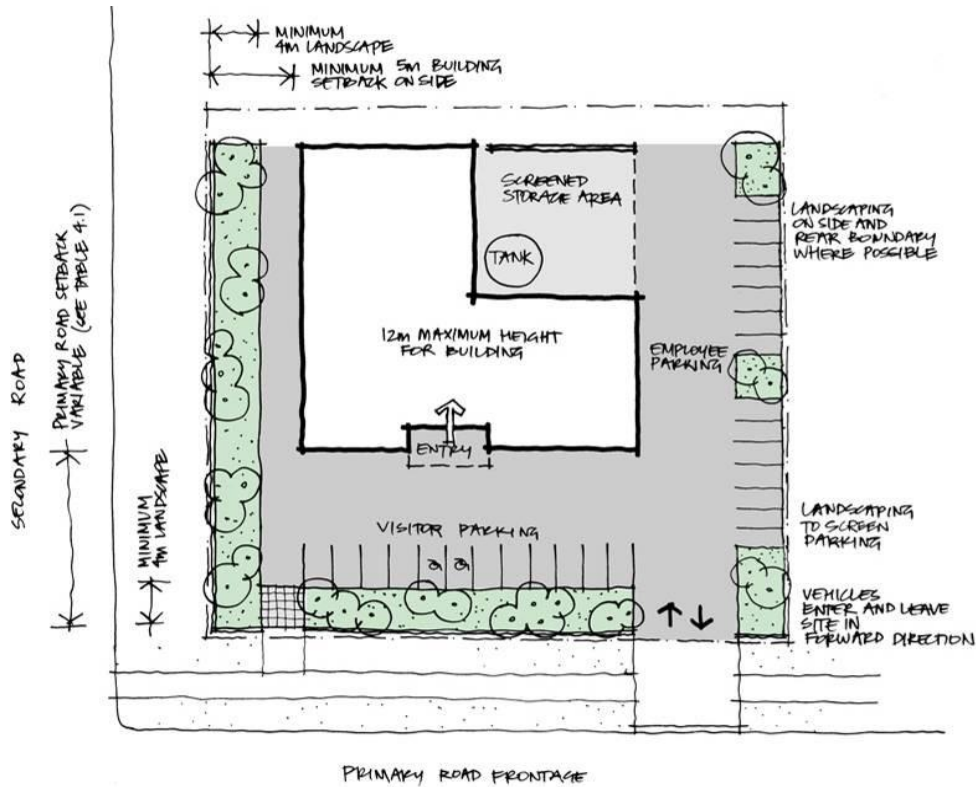 MINIMUM
4M LANDSCAPE
MINIMUM 5M BUILDING
SETBACK ON SIDE
SCREENED
STORAGE AREA
TANK
LANDSCAPING
ON SIDE AND
REAR BOUNDARY
WHERE POSSIBLE
12M MAXIMUM HEIGHT
FOR BUILDING
EMPLOYEE
PARKING
ENTRY
SECONDARY ROAD
PRIMARY ROAD SETBACK
VARIABLE (SEE TABLE 4.1)
MINIMUM
4M LANDSCAPE
VISITOR PARKING
LANDSCAPING
TO SCREEN
PARKING
VEHICLES
ENTER AND LEAVE
SITE IN
FORWARD DIRECTION
PRIMARY ROAD FRONTAGE